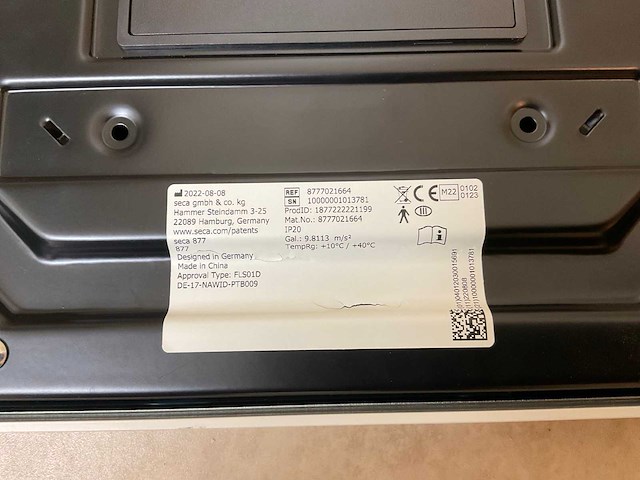 2022-08-08
seca gmbh & co. kg
Hammer Steindamm 3-25
22089 Hamburg, Germany
www.seca.com/patents
seca 877
877
Designed in Germany
Made in China
Approval Type: FLS01D
DE-17-NAWID-PTB009
REF 8777021664
SN 10000001013781
ProdID: 1877222221199
Mat No.: 8777021664
IP20
Gal.: 9.8113 m/s²
TempRg: +10°C / +40°C
CE M22 0102
0123
III